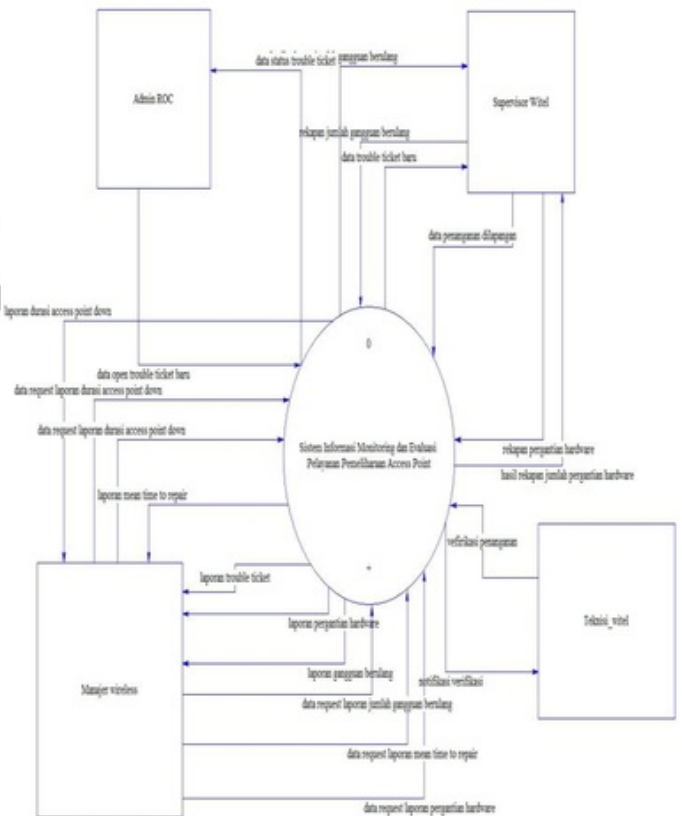 data status trouble ticket
gangguan berulang
Admin ROC
Supervisor Witel
rekapan jumlah gangguan berulang
data trouble ticket baru
data penanganan dilapangan
laporan durasi access point down
0
data open trouble ticket baru
data request laporan durasi access point down
data request laporan durasi access point down
Sistem Informasi Monitoring dan Evaluasi
Pelayanan Pemeliharaan Access Point
rekapan pergantian hardware
hasil rekapan jumlah pergantian hardware
laporan mean time to repair
verifikasi penanganan
+
laporan trouble ticket
laporan pergantian hardware
Teknisi_witel
laporan gangguan berulang
notifikasi verifikasi
Manajer wireless
data request laporan jumlah gangguan berulang
data request laporan mean time to repair
data request laporan pergantian hardware